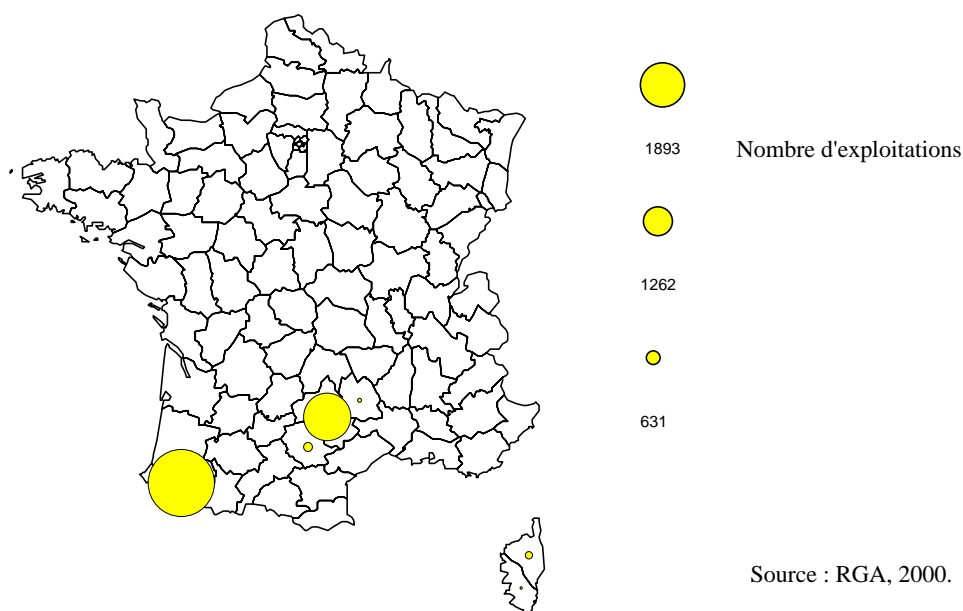 1893
Nombre d'exploitations
1262
631
Source : RGA, 2000.